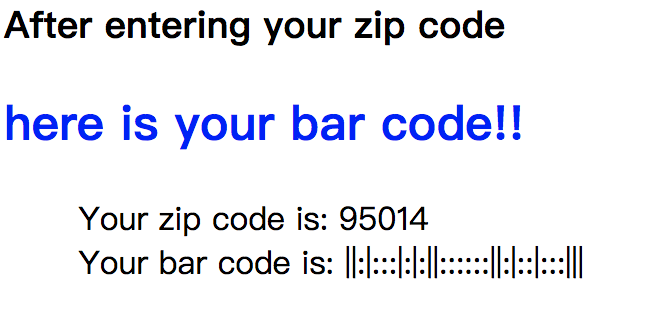 After entering your zip code
here is your bar code!!
Your zip code is: 95014
Your bar code is: ||:|:::|:|:||::::::||:|::|:::|||